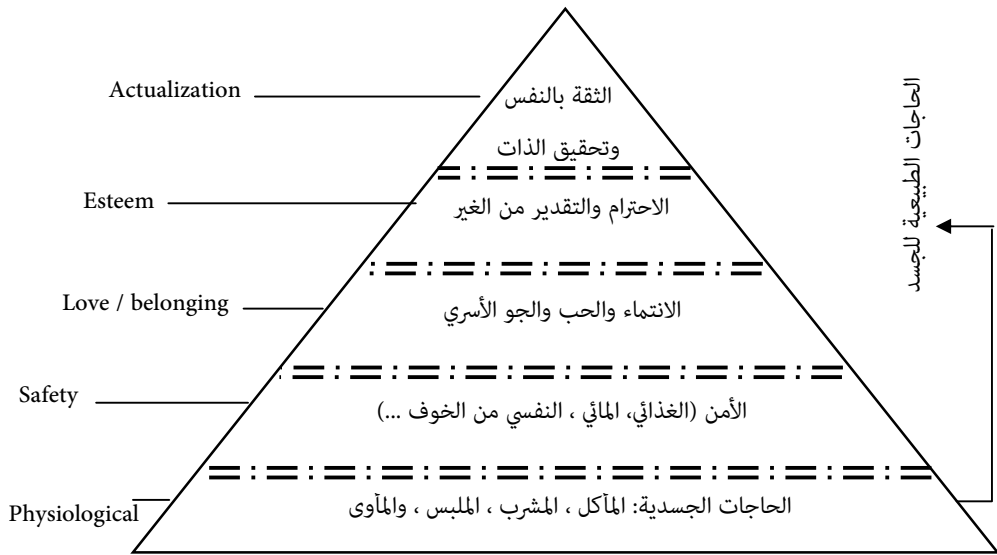 Actualization
الثقة بالنفس
وتحقيق الذات
Esteem
الاحترام والتقدير من الغير
Love / belonging
الانتماء والحب والجو الأسري
Safety
الأمن (الغذائي، المائي ، النفسي من الخوف ...)
Physiological
الحاجات الجسدية: المأكل ، المشرب ، الملبس ، والمأوى
الحاجات الطبيعية للجسد